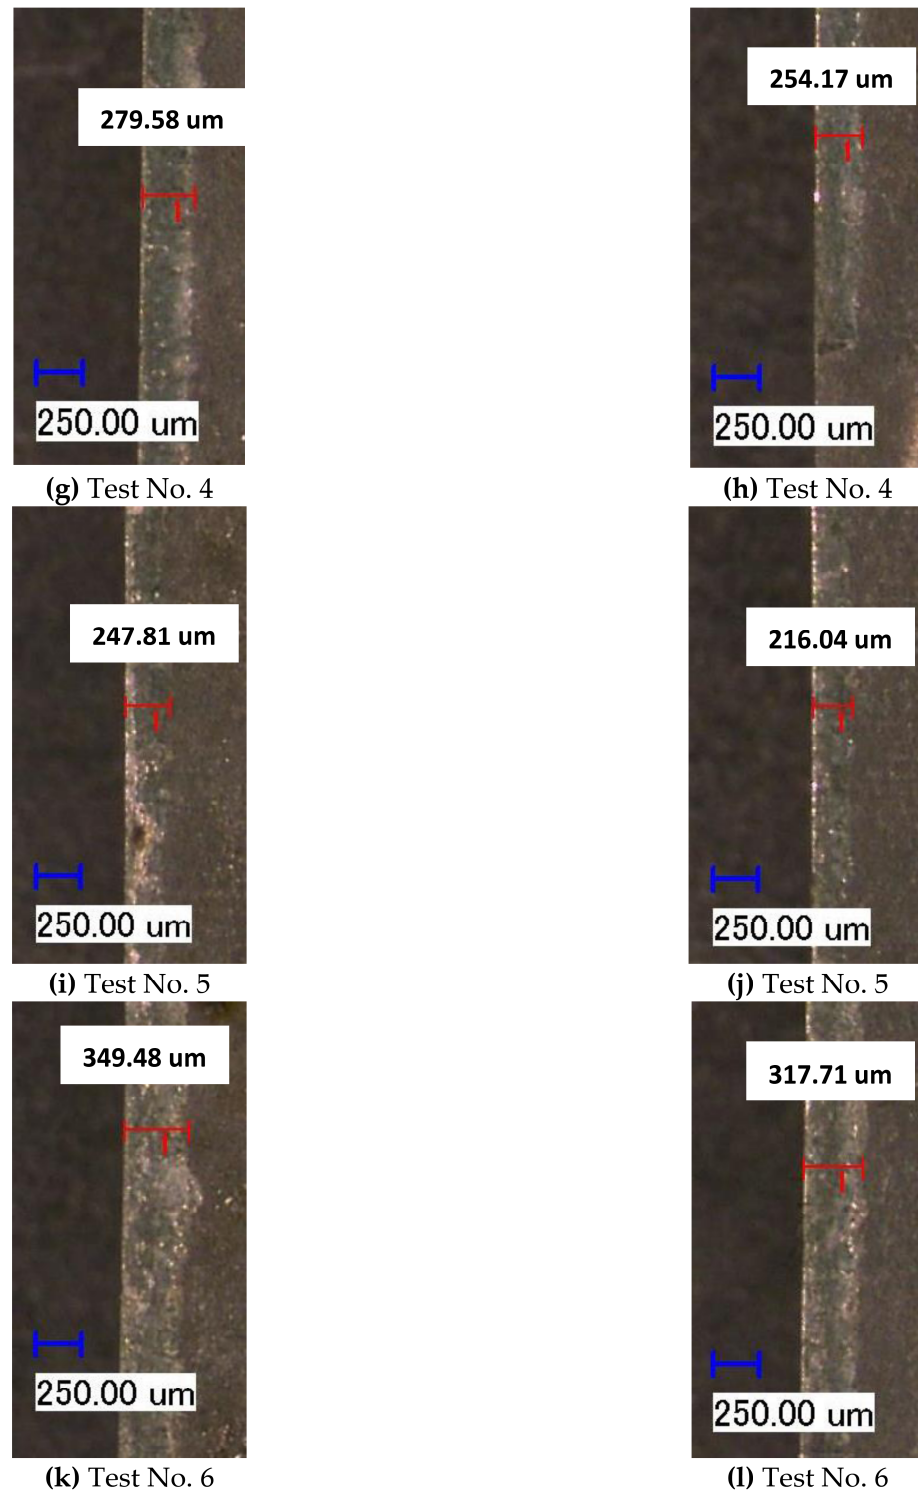 279.58 um
254.17 um
250.00 um
250.00 um
(g) Test No. 4
(h) Test No. 4
247.81 um
216.04 um
250.00 um
250.00 um
(i) Test No. 5
(j) Test No. 5
349.48 um
317.71 um
250.00 um
250.00 um
(k) Test No. 6
(l) Test No. 6